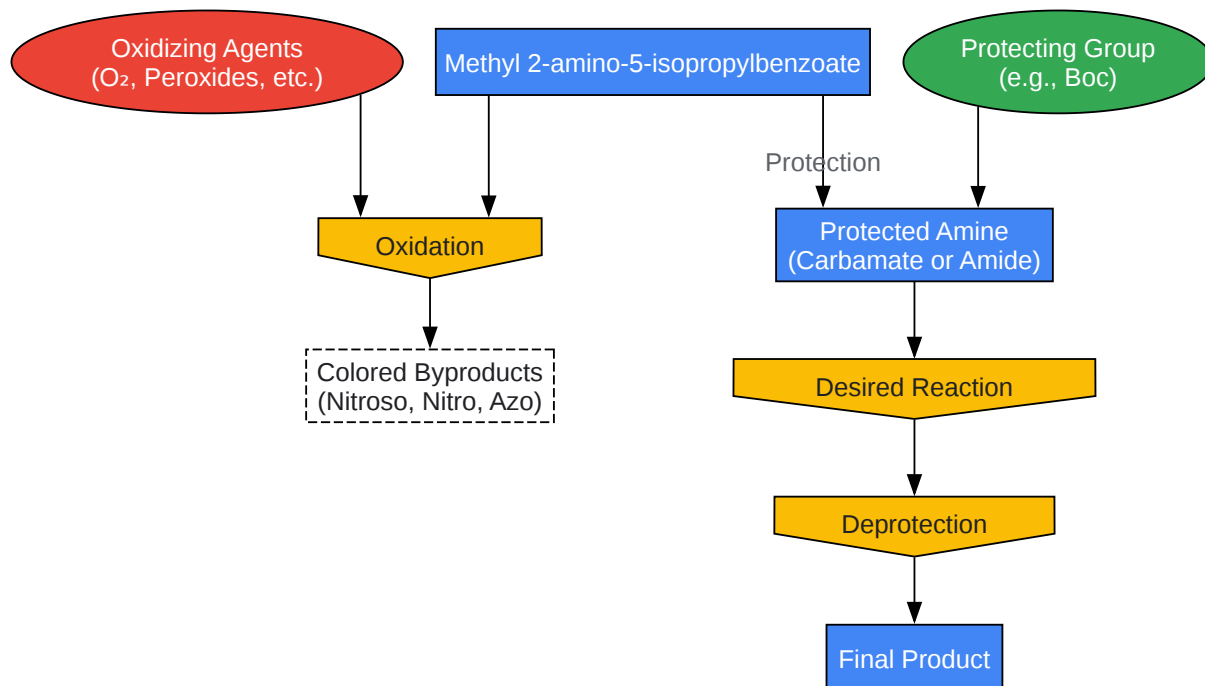 Oxidizing Agents
(O₂, Peroxides, etc.)
Methyl 2-amino-5-isopropylbenzoate
Protecting Group
(e.g., Boc)
Protection
Oxidation
Protected Amine
(Carbamate or Amide)
Colored Byproducts
(Nitroso, Nitro, Azo)
Desired Reaction
Deprotection
Final Product